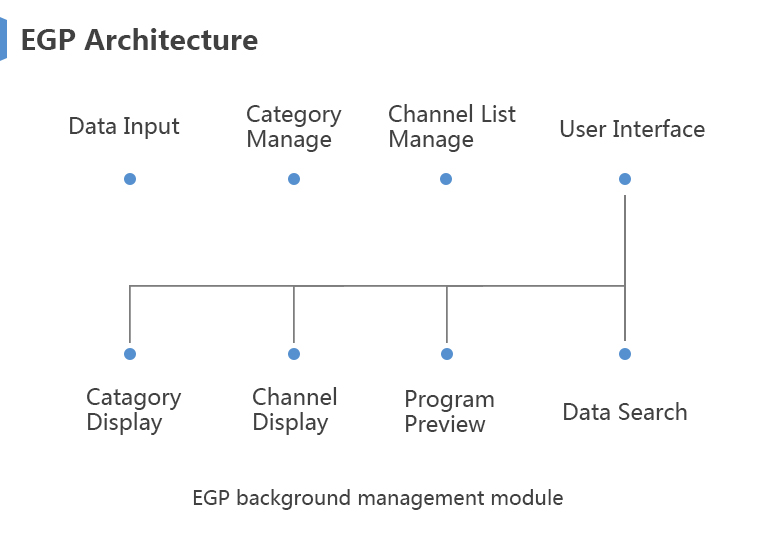 EGP Architecture
Data Input
Category
Manage
Channel List
Manage
User Interface
Catagory
Display
Channel
Display
Program
Preview
Data Search
EGP background management module